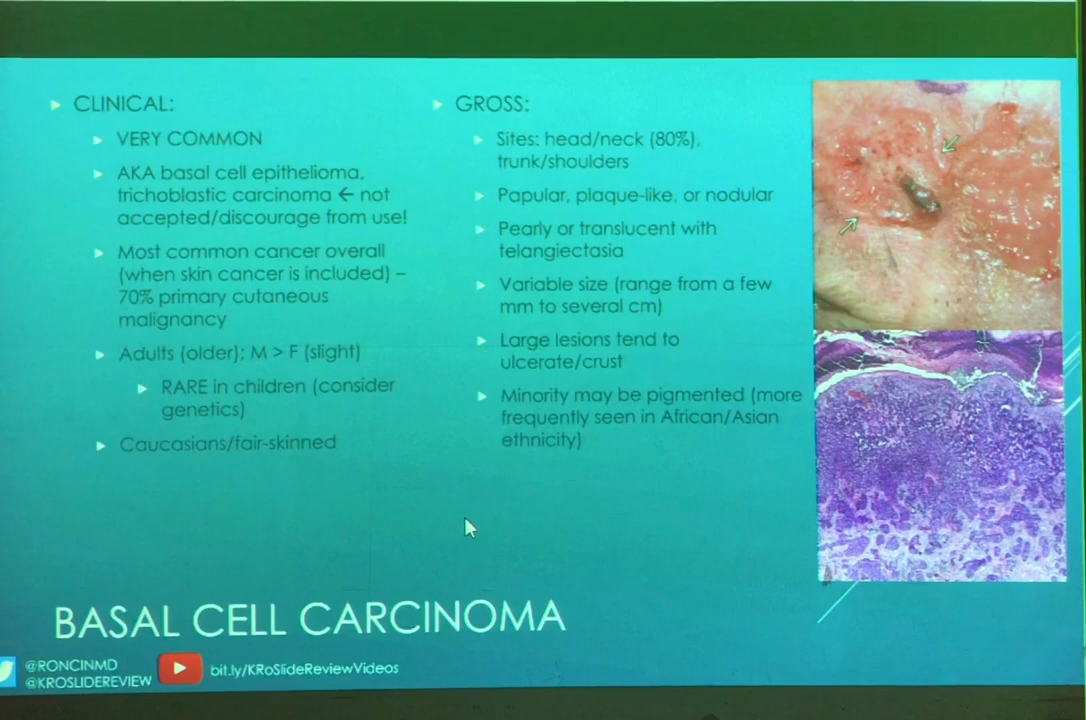 CLINICAL:
VERY COMMON
AKA basal cell epithelioma,
trichoblastic carcinoma ← not
accepted/discourage from use!
Most common cancer overall
(when skin cancer is included) –
70% primary cutaneous
malignancy
Adults (older); M > F (slight)
RARE in children (consider
genetics)
Caucasians/fair-skinned
GROSS:
Sites: head/neck (80%),
trunk/shoulders
Papular, plaque-like, or nodular
Pearly or translucent with
telangiectasia
Variable size (range from a few
mm to several cm)
Large lesions tend to
ulcerate/crust
Minority may be pigmented (more
frequently seen in African/Asian
ethnicity)
BASAL CELL CARCINOMA
@RONCINMD
@KROSLIDEREVIEW
bit.ly/KRoSlideReviewVideos